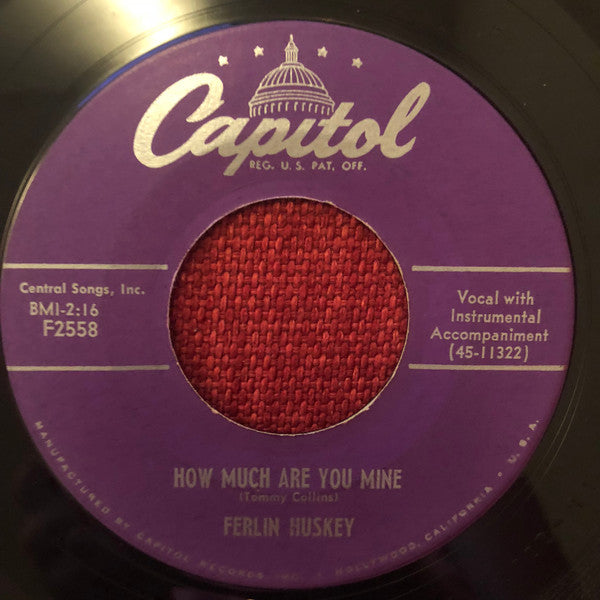 Capitol
REG. U. S. PAT. OFF.
Central Songs, Inc.
BMI-2:16
F2558
Vocal with
Instrumental
Accompaniment
(45-11322)
HOW MUCH ARE YOU MINE
(Tommy Collins)
FERLIN HUSKEY
MANUFACTURED BY CAPITOL RECORDS, INC. HOLLYWOOD, CALIFORNIA • U. S. A.